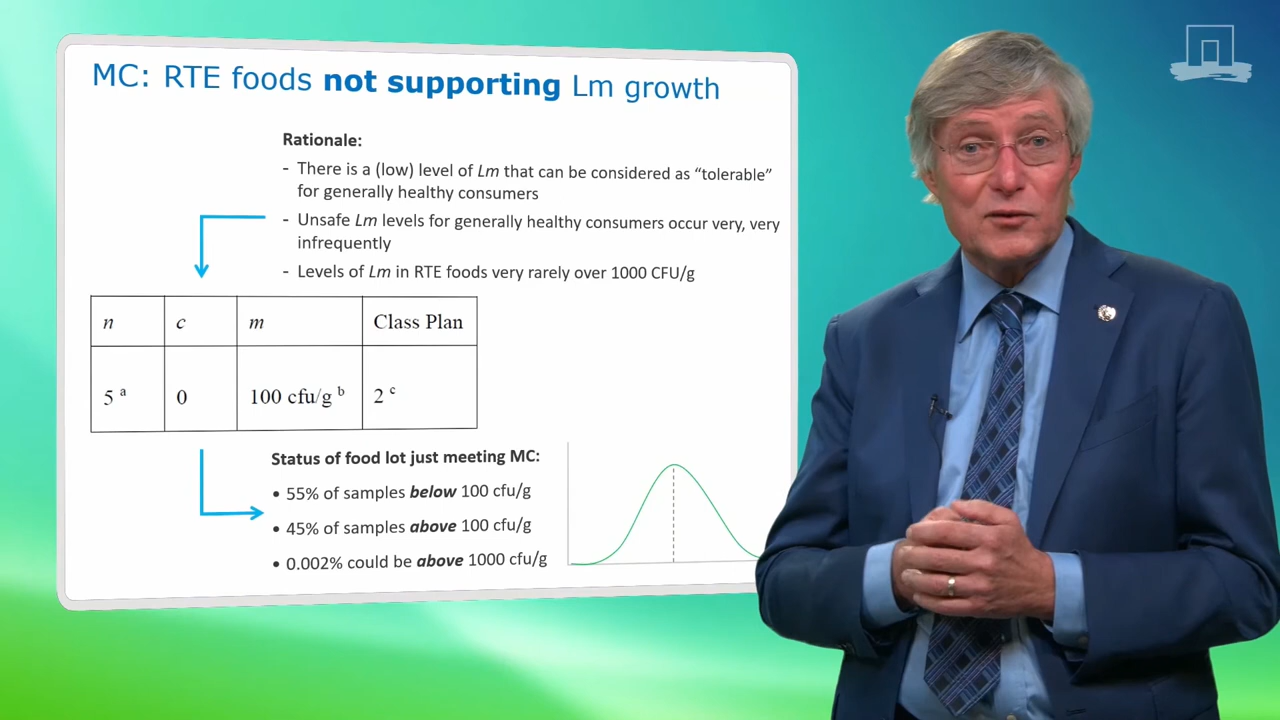 MC: RTE foods not supporting Lm growth
Rationale:
- There is a (low) level of Lm that can be considered as “tolerable”
for generally healthy consumers
- Unsafe Lm levels for generally healthy consumers occur very, very
infrequently
- Levels of Lm in RTE foods very rarely over 1000 CFU/g
n c m Class Plan
5 a 0 100 cfu/g b 2 c
Status of food lot just meeting MC:
• 55% of samples below 100 cfu/g
• 45% of samples above 100 cfu/g
• 0.002% could be above 1000 cfu/g